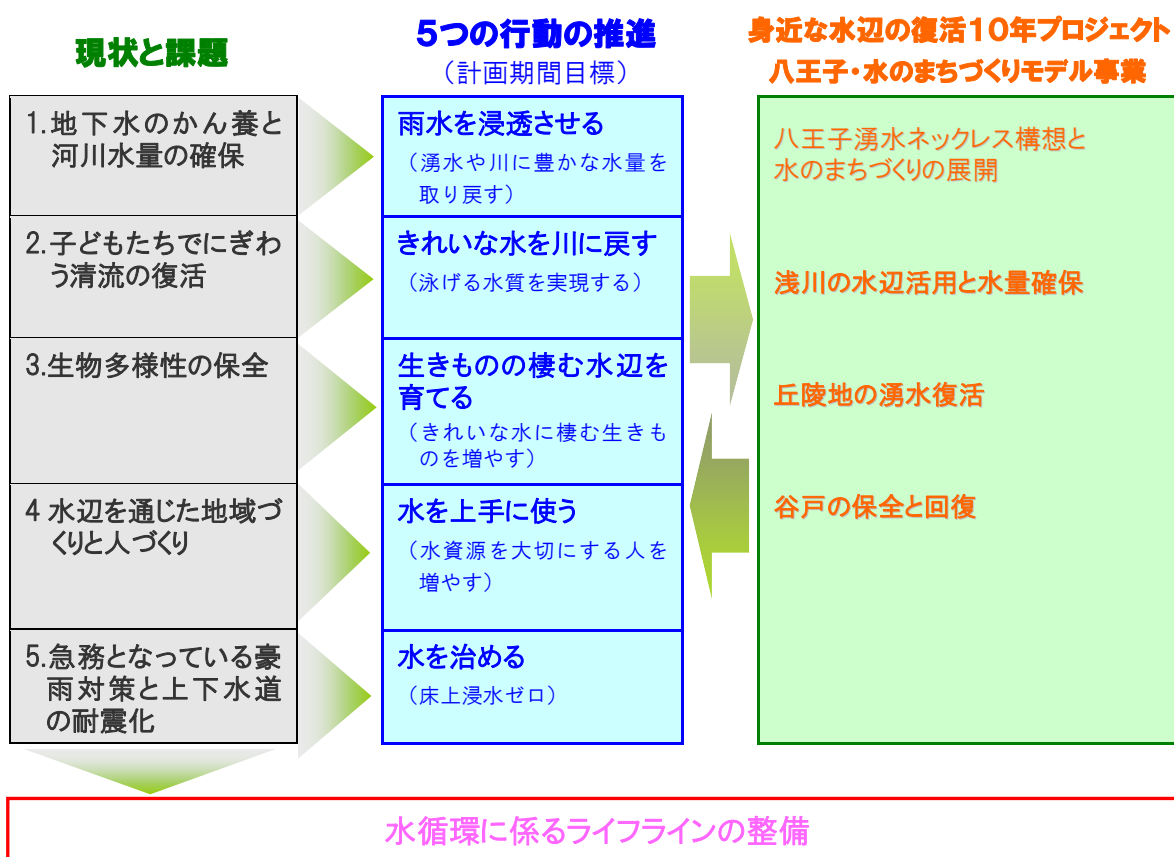 現状と課題
1.地下水のかん養と
河川水量の確保
2.子どもたちでにぎわ
う清流の復活
3.生物多様性の保全
4 水辺を通じた地域づ
くりと人づくり
5.急務となっている豪
雨対策と上下水道
の耐震化
5つの行動の推進
（計画期間目標）
雨水を浸透させる
（湧水や川に豊かな水量を
取り戻す）
きれいな水を川に戻す
（泳げる水質を実現する）
生きものの棲む水辺を
育てる
（きれいな水に棲む生きも
のを増やす）
水を上手に使う
（水資源を大切にする人を
増やす）
水を治める
（床上浸水ゼロ）
身近な水辺の復活10年プロジェクト
八王子・水のまちづくりモデル事業
八王子湧水ネックレス構想と
水のまちづくりの展開
浅川の水辺活用と水量確保
丘陵地の湧水復活
谷戸の保全と回復
水循環に係るライフラインの整備